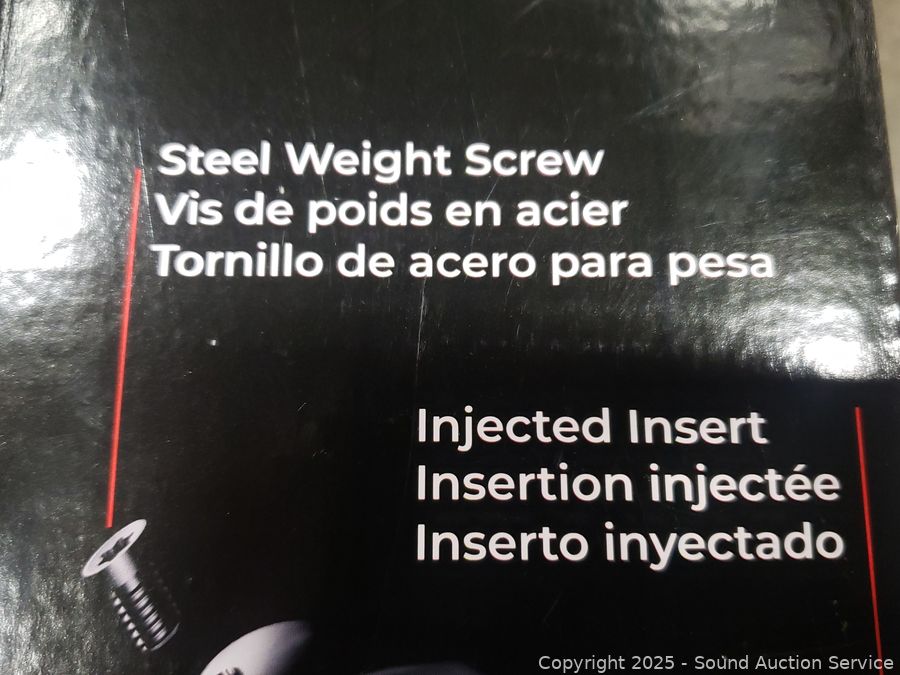 Steel Weight Screw
Vis de poids en acier
Tornillo de acero para pesa
Injected Insert
Insertion injectée
Inserto inyectado
Copyright 2025 - Sound Auction Service